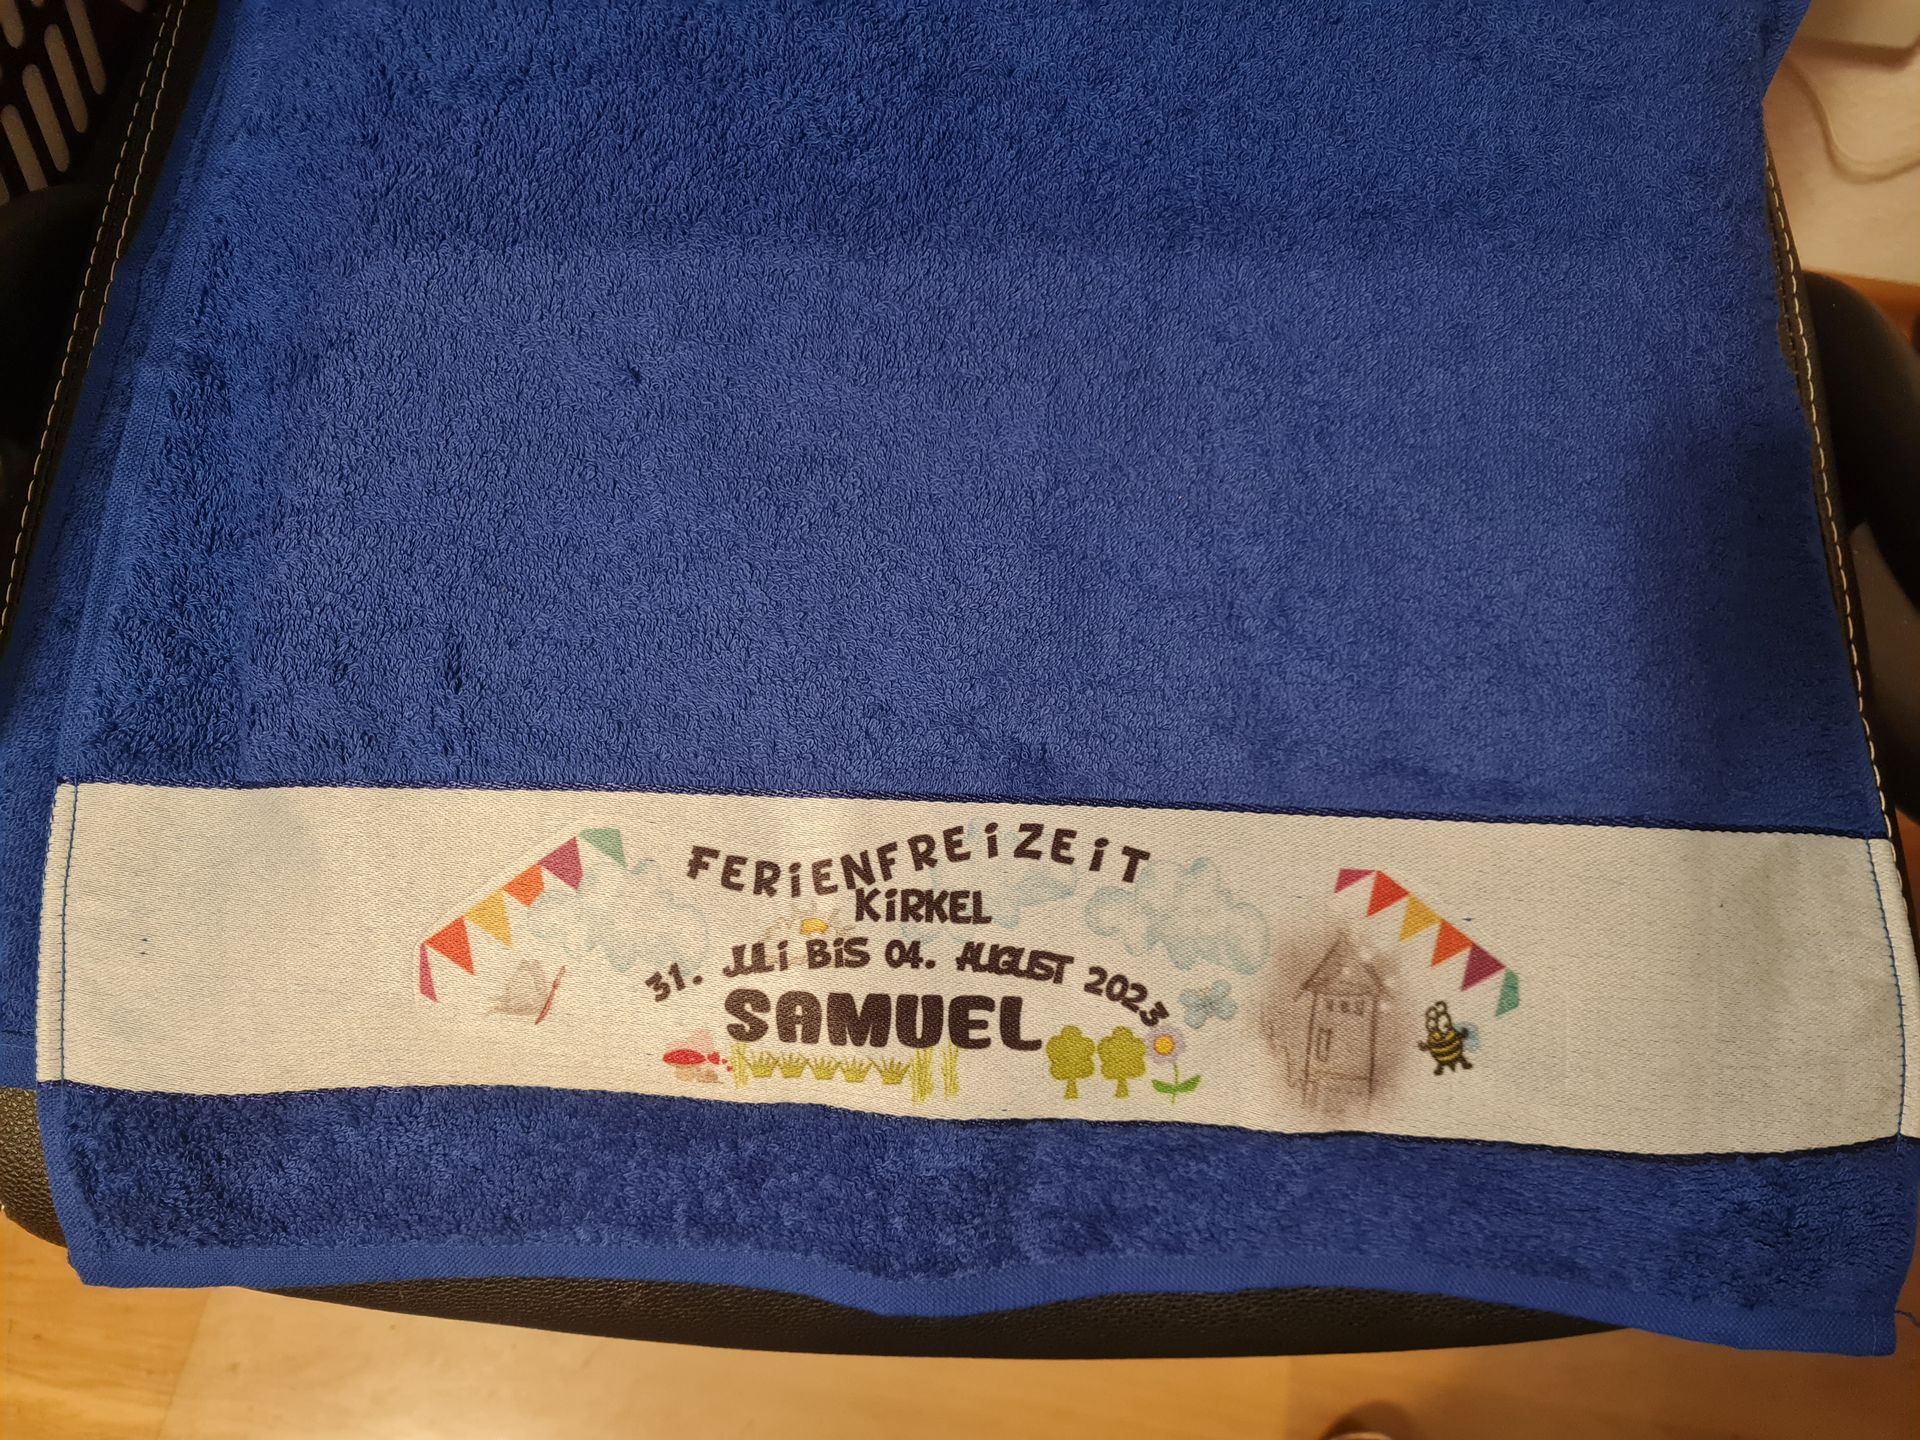 FERIENFREIZEIT
KIRKEL
31. JULI BIS 04. AUGUST 2023
SAMUEL